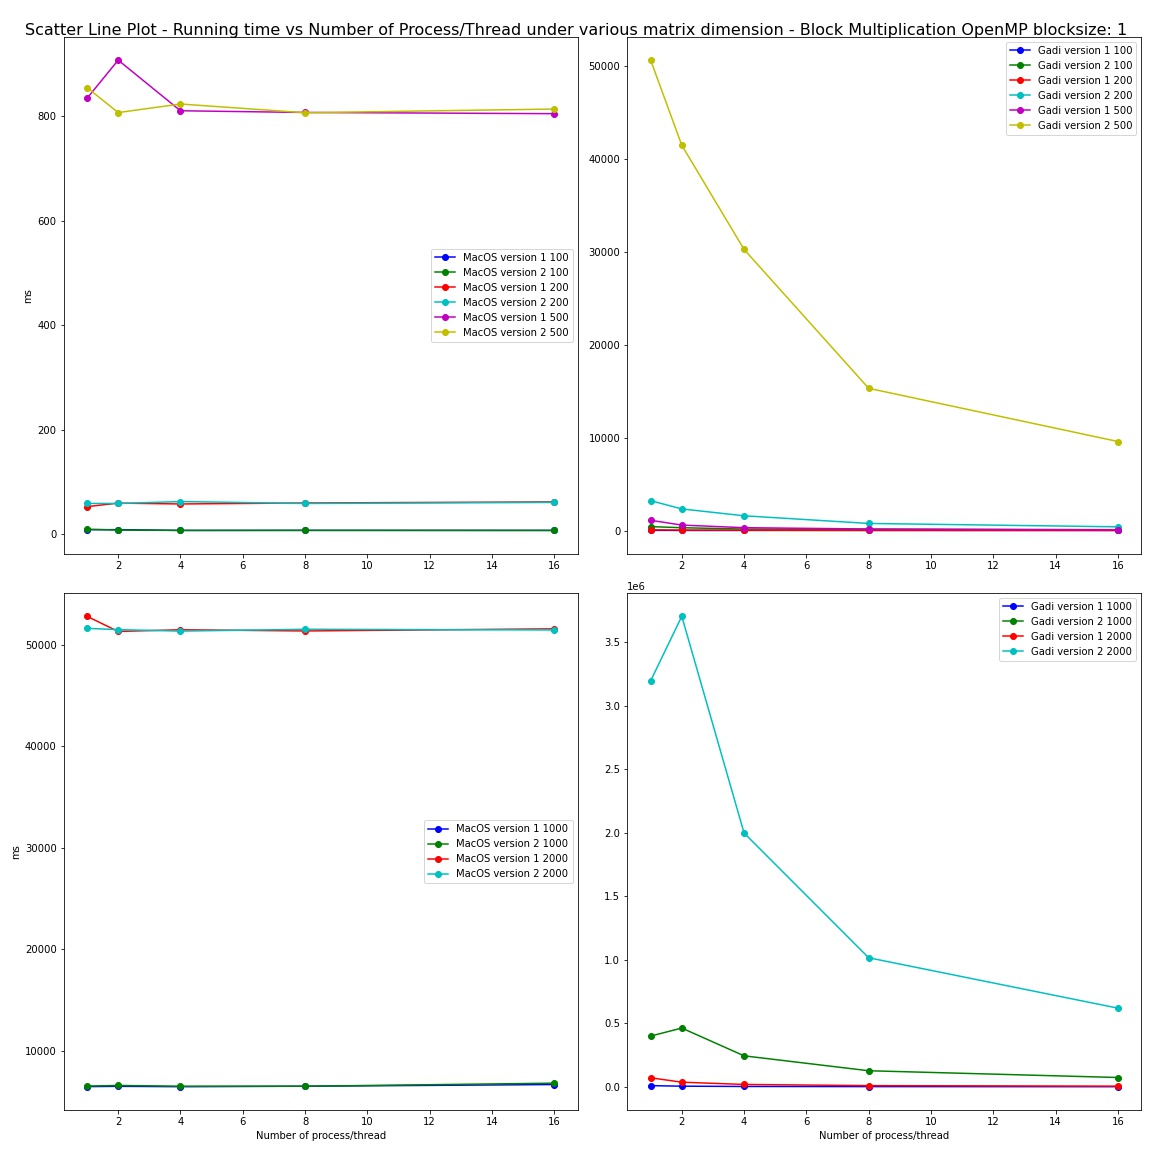 Scatter Line Plot - Running time vs Number of Process/Thread under various matrix dimension - Block Multiplication OpenMP blocksize: 1
800
600
400
200
0
ms
2 4 6 8 10 12 14 16
MacOS version 1 100
MacOS version 2 100
MacOS version 1 200
MacOS version 2 200
MacOS version 1 500
MacOS version 2 500
50000
40000
30000
20000
10000
0
2 4 6 8 10 12 14 16
Gadi version 1 100
Gadi version 2 100
Gadi version 1 200
Gadi version 2 200
Gadi version 1 500
Gadi version 2 500
50000
40000
30000
20000
10000
ms
2 4 6 8 10 12 14 16
Number of process/thread
MacOS version 1 1000
MacOS version 2 1000
MacOS version 1 2000
MacOS version 2 2000
1e6
3.5
3.0
2.5
2.0
1.5
1.0
0.5
0.0
2 4 6 8 10 12 14 16
Number of process/thread
Gadi version 1 1000
Gadi version 2 1000
Gadi version 1 2000
Gadi version 2 2000